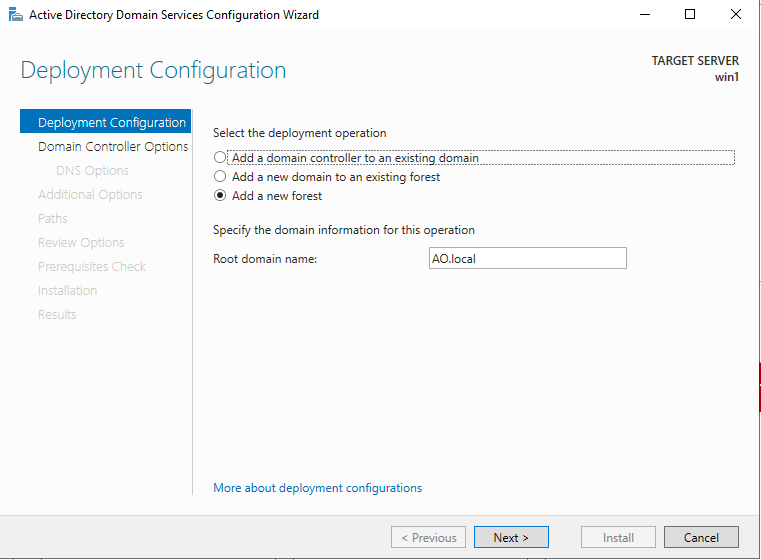 Active Directory Domain Services Configuration Wizard
Deployment Configuration
TARGET SERVER
win1
Deployment Configuration
Domain Controller Options
DNS Options
Additional Options
Paths
Review Options
Prerequisites Check
Installation
Results
Select the deployment operation
Add a domain controller to an existing domain
Add a new domain to an existing forest
Add a new forest
Specify the domain information for this operation
Root domain name: AO.local
More about deployment configurations
< Previous Next > Install Cancel